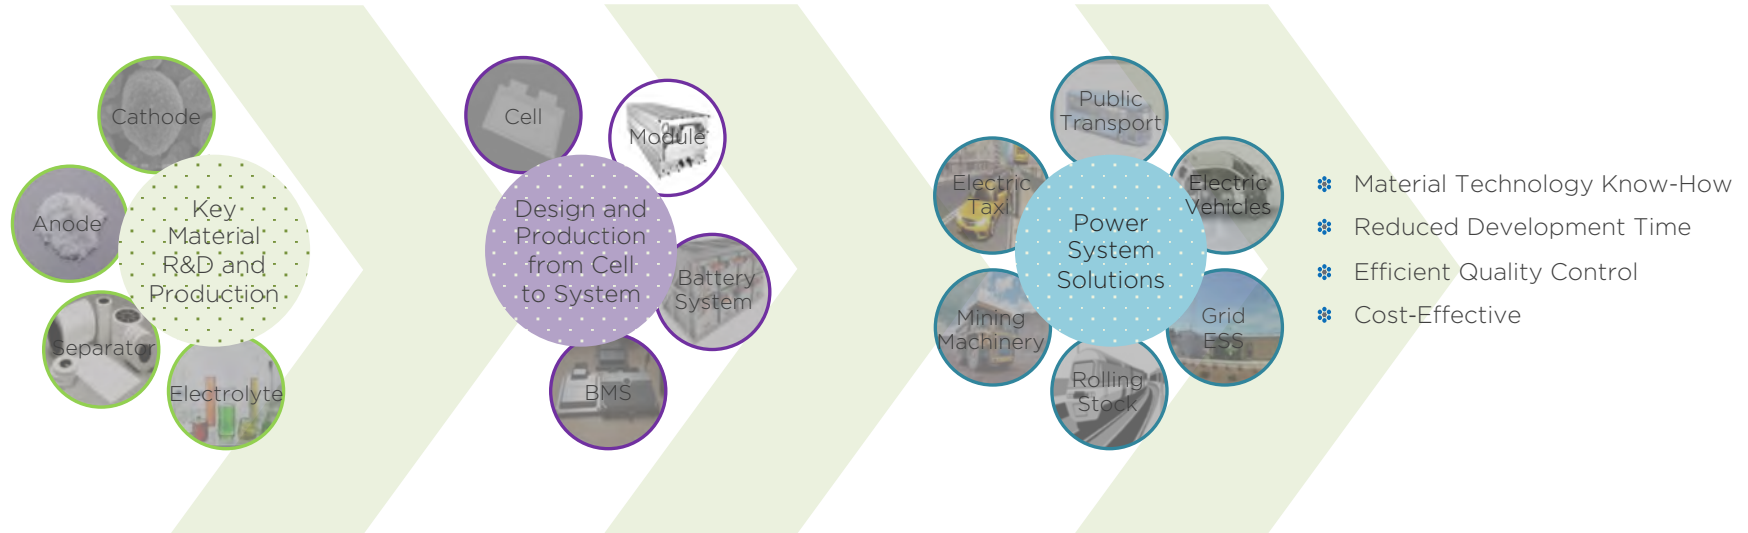 Cathode
Anode
Separator
Electrolyte
Key
Material
R&D and
Production
Cell
Module
Battery
System
BMS
Design and
Production
from Cell
to System
Public
Transport
Electric
Taxi
Electric
Vehicles
Mining
Machinery
Grid
ESS
Rolling
Stock
Power
System
Solutions
Material Technology Know-How
Reduced Development Time
Efficient Quality Control
Cost-Effective